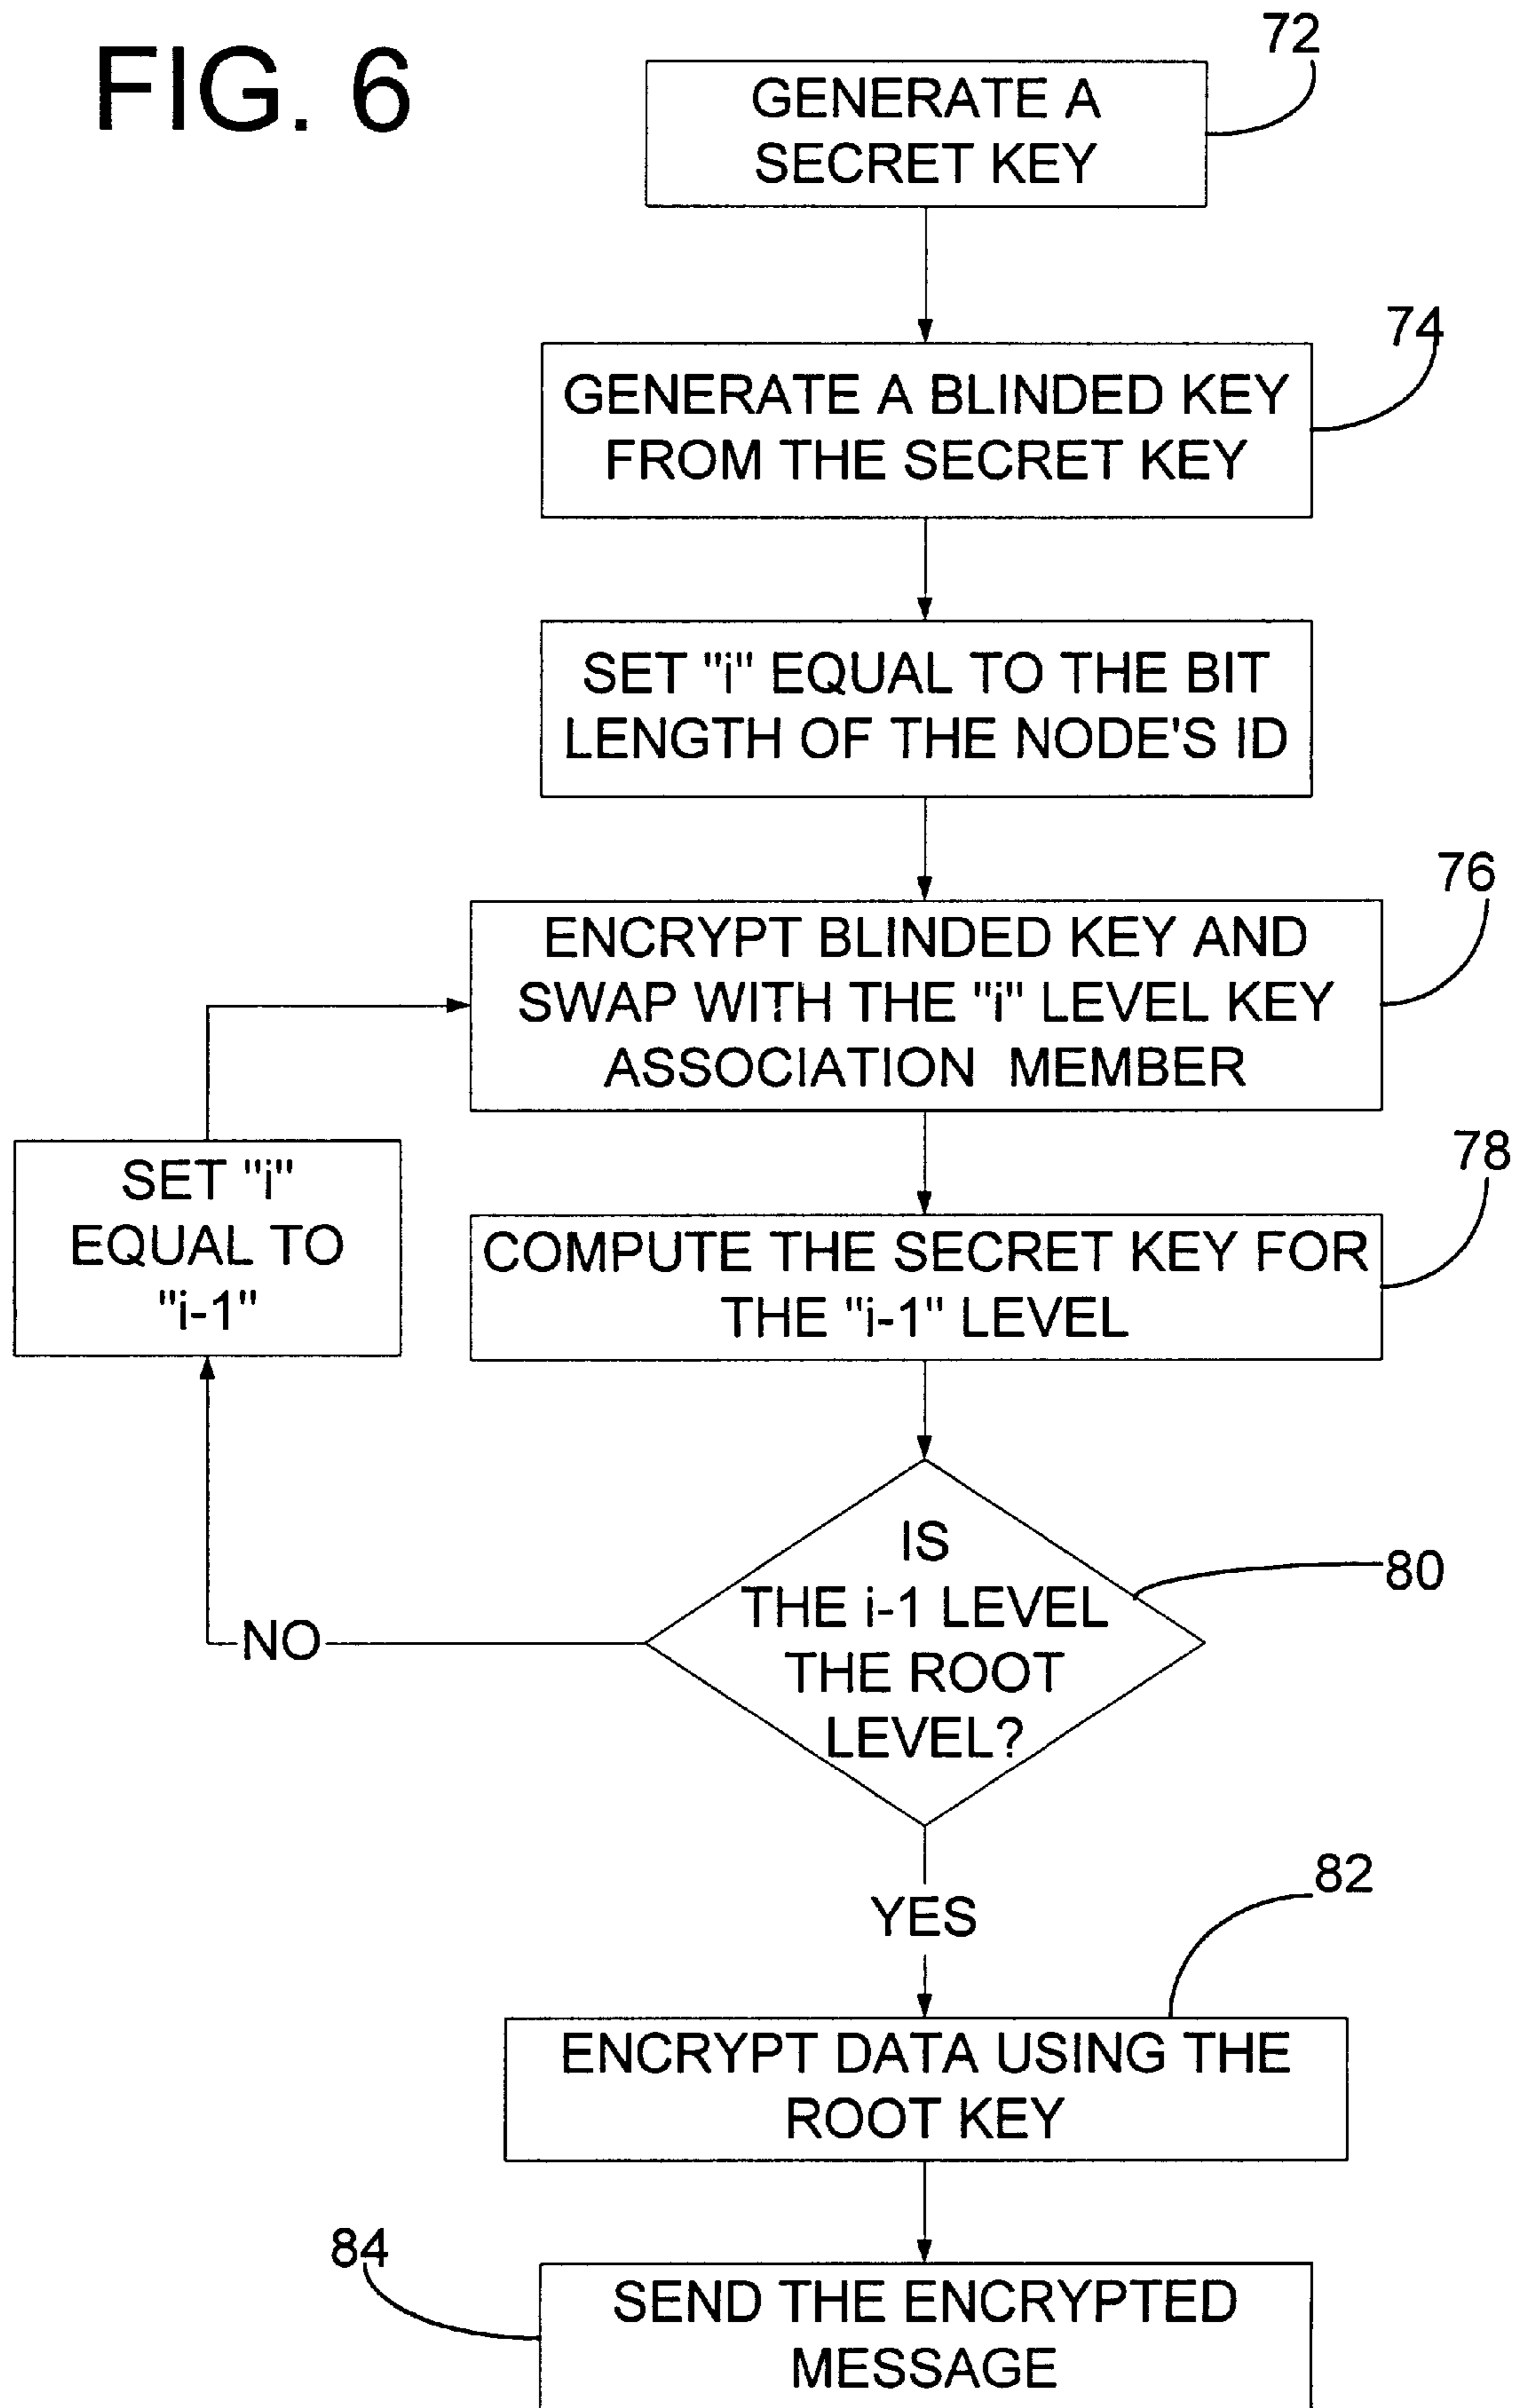 FIG. 6
72
GENERATE A
SECRET KEY
74
GENERATE A BLINDED KEY
FROM THE SECRET KEY
SET "i" EQUAL TO THE BIT
LENGTH OF THE NODE'S ID
76
ENCRYPT BLINDED KEY AND
SWAP WITH THE "i" LEVEL KEY
ASSOCIATION MEMBER
SET "i"
EQUAL TO
"i-1"
78
COMPUTE THE SECRET KEY FOR
THE "i-1" LEVEL
IS
THE i-1 LEVEL
THE ROOT
LEVEL?
80
NO
YES
82
ENCRYPT DATA USING THE
ROOT KEY
84
SEND THE ENCRYPTED
MESSAGE